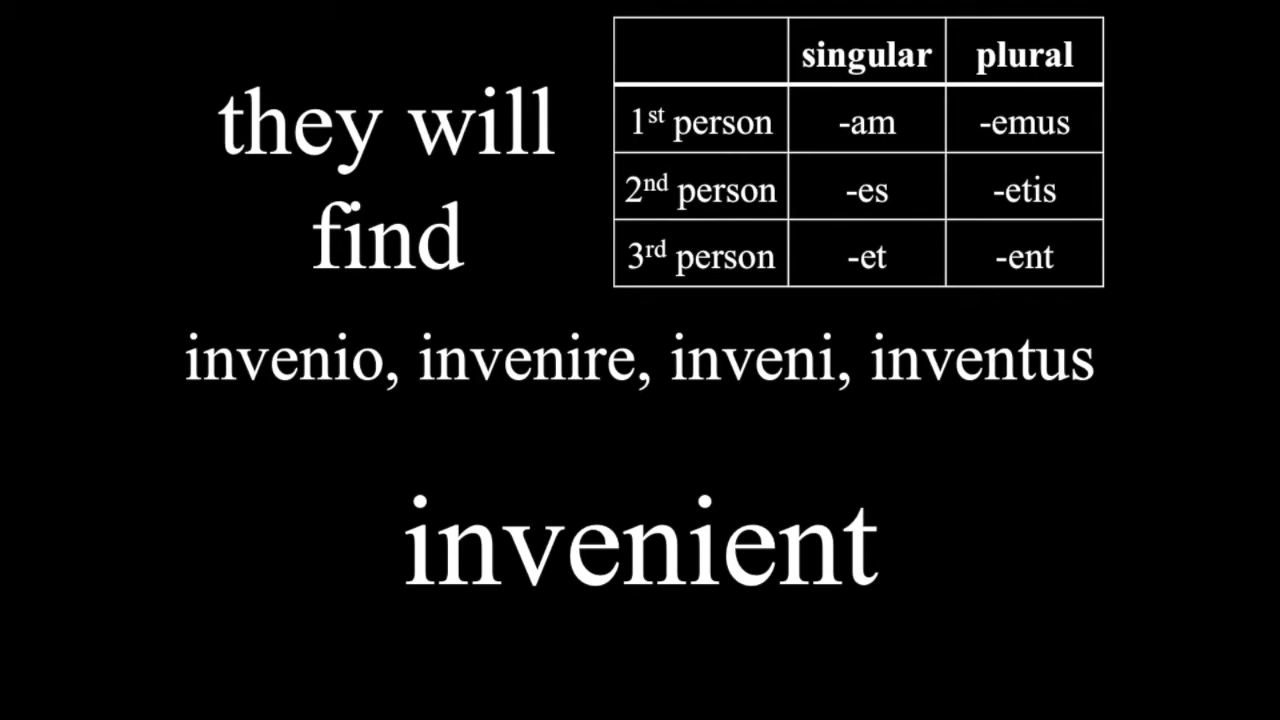 they will
find
singular plural
1st person -am -emus
2nd person -es -etis
3rd person -et -ent
invenio, invenire, inveni, inventus
invenient